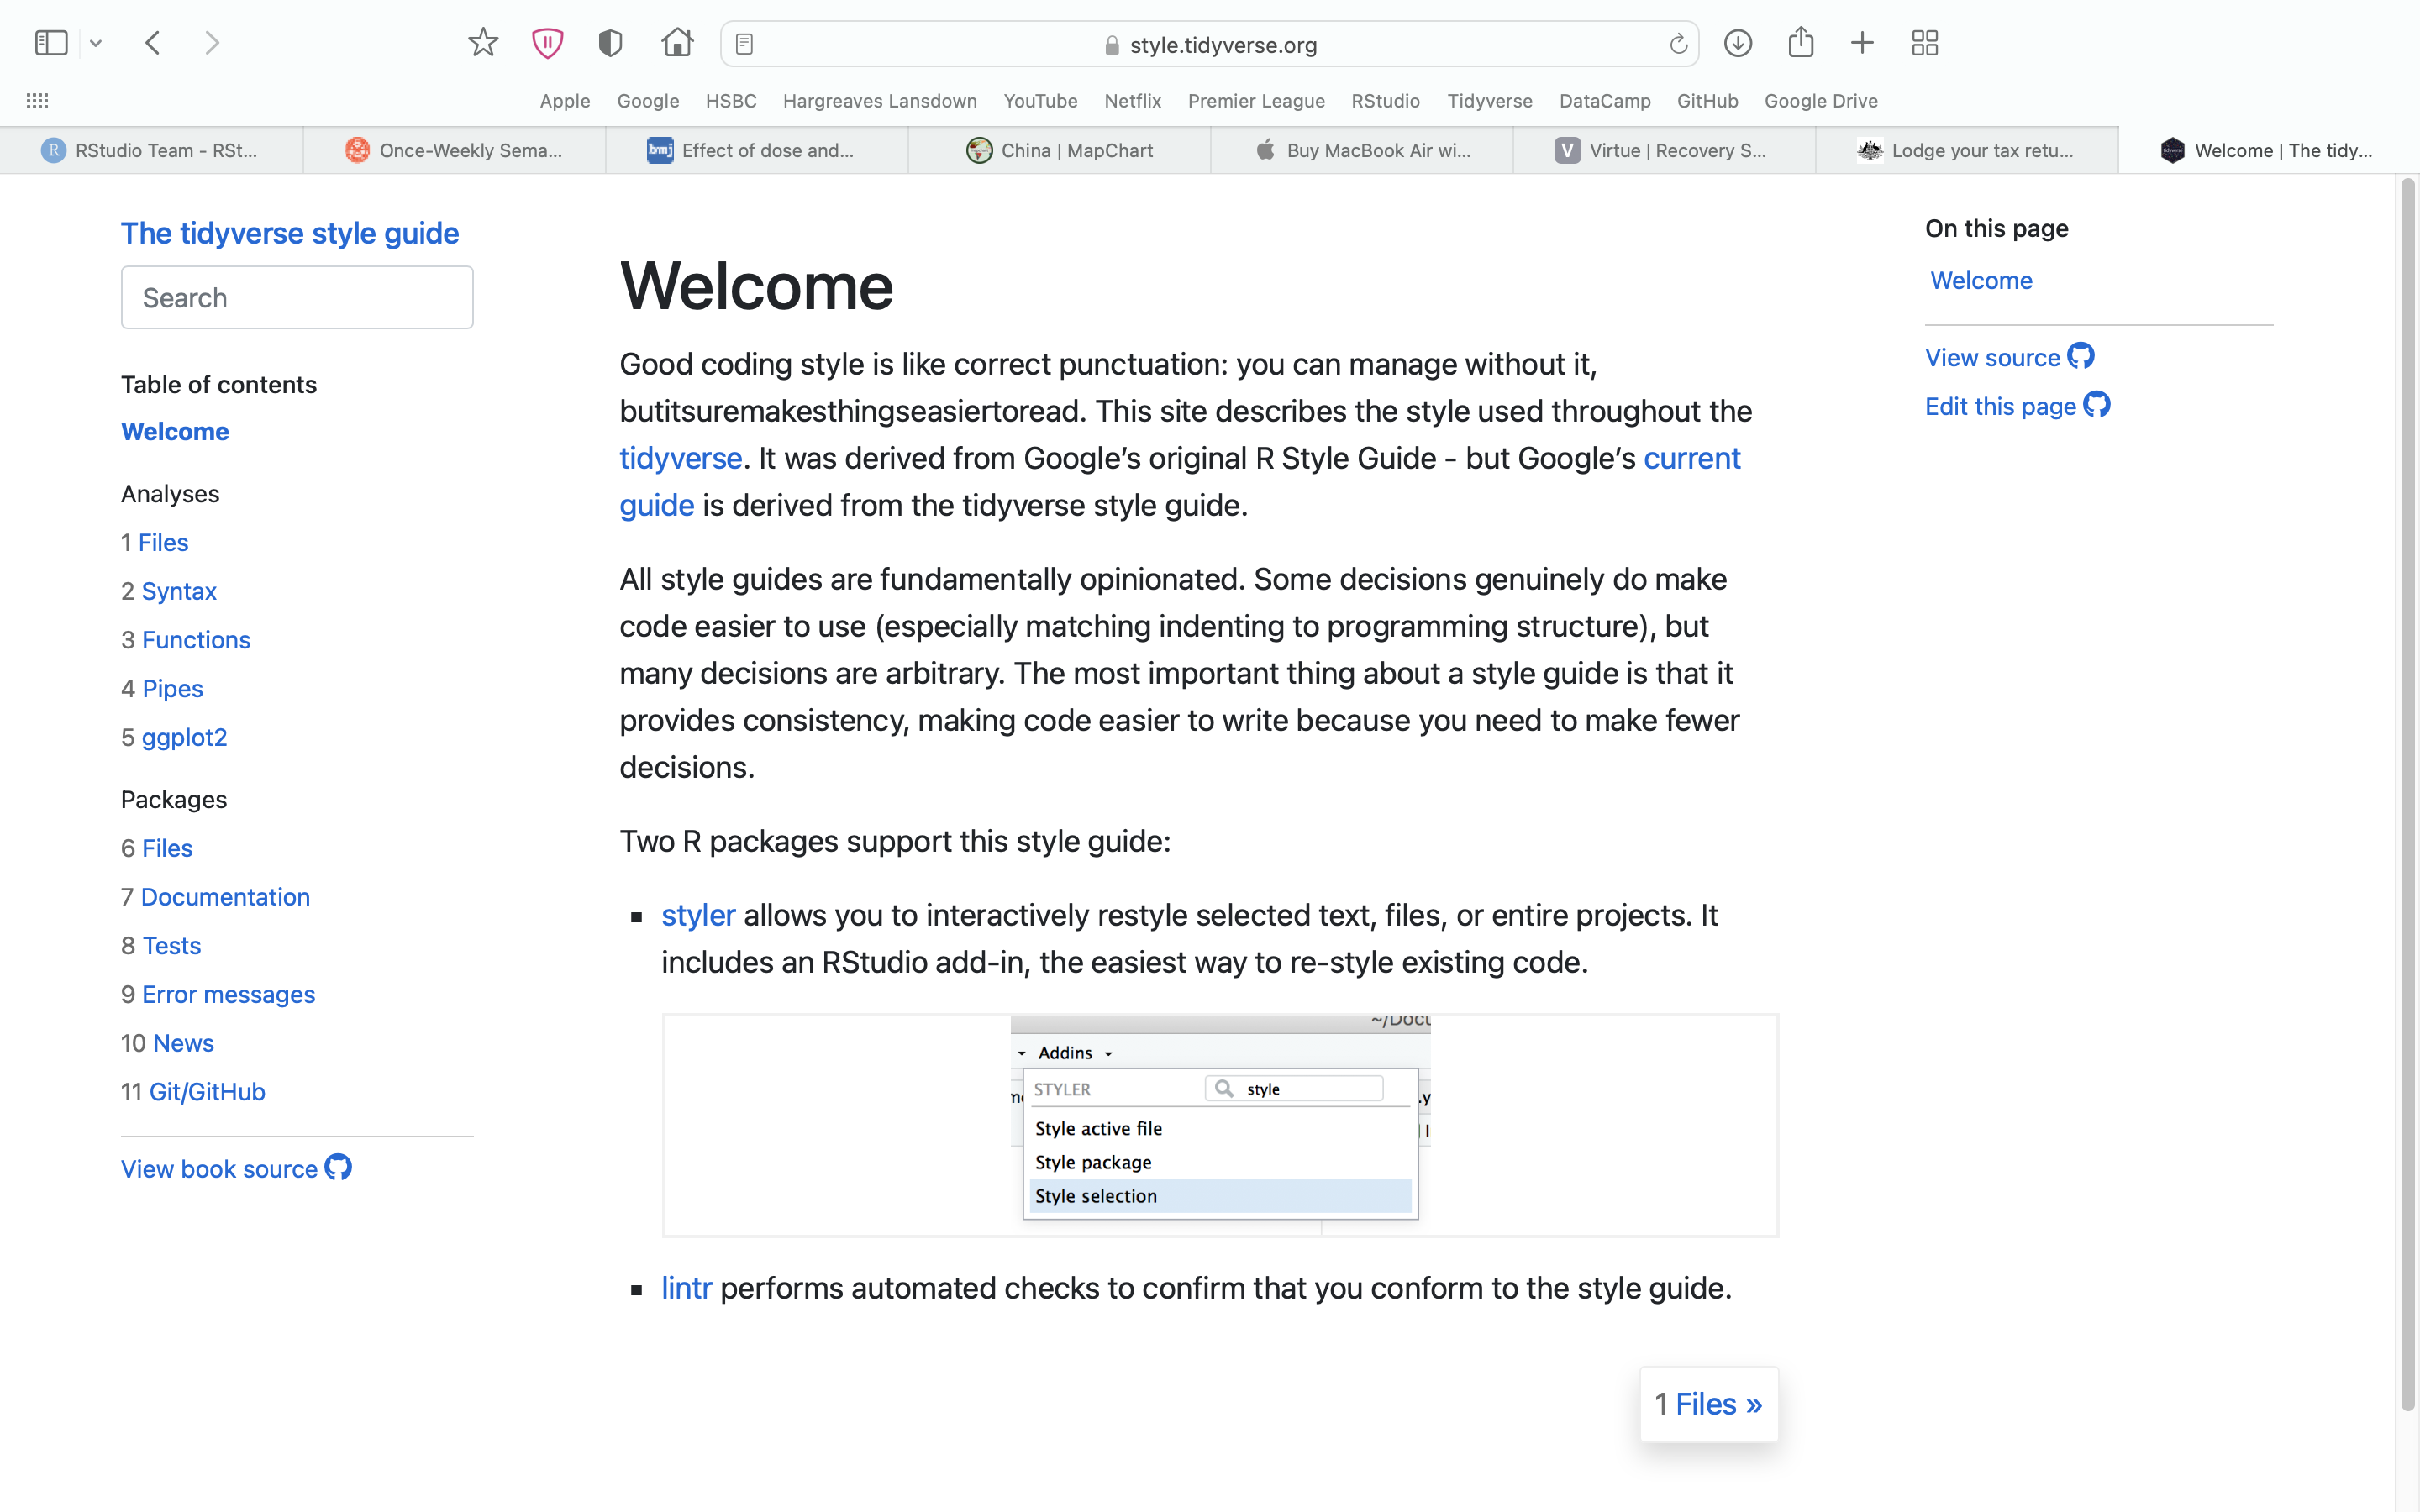 style.tidyverse.org
Apple Google HSBC Hargreaves Lansdown YouTube Netflix Premier League RStudio Tidyverse DataCamp GitHub Google Drive
RStudio Team - RSt...
Once-Weekly Sema...
bmj Effect of dose and...
China | MapChart
Buy MacBook Air wi...
V Virtue | Recovery S...
Lodge your tax retu...
Welcome | The tidy...
The tidyverse style guide
Search
Table of contents
Welcome
Analyses
1 Files
2 Syntax
3 Functions
4 Pipes
5 ggplot2
Packages
6 Files
7 Documentation
8 Tests
9 Error messages
10 News
11 Git/GitHub
View book source
Welcome
Good coding style is like correct punctuation: you can manage without it,
butitsuremakesthingseasiertoread. This site describes the style used throughout the
tidyverse. It was derived from Google’s original R Style Guide - but Google’s current
guide is derived from the tidyverse style guide.
All style guides are fundamentally opinionated. Some decisions genuinely do make
code easier to use (especially matching indenting to programming structure), but
many decisions are arbitrary. The most important thing about a style guide is that it
provides consistency, making code easier to write because you need to make fewer
decisions.
Two R packages support this style guide:
▪ styler allows you to interactively restyle selected text, files, or entire projects. It
includes an RStudio add-in, the easiest way to re-style existing code.
~/Docu
Addins
STYLER style
Style active file
Style package
Style selection
▪ lintr performs automated checks to confirm that you conform to the style guide.
1 Files »
On this page
Welcome
View source
Edit this page